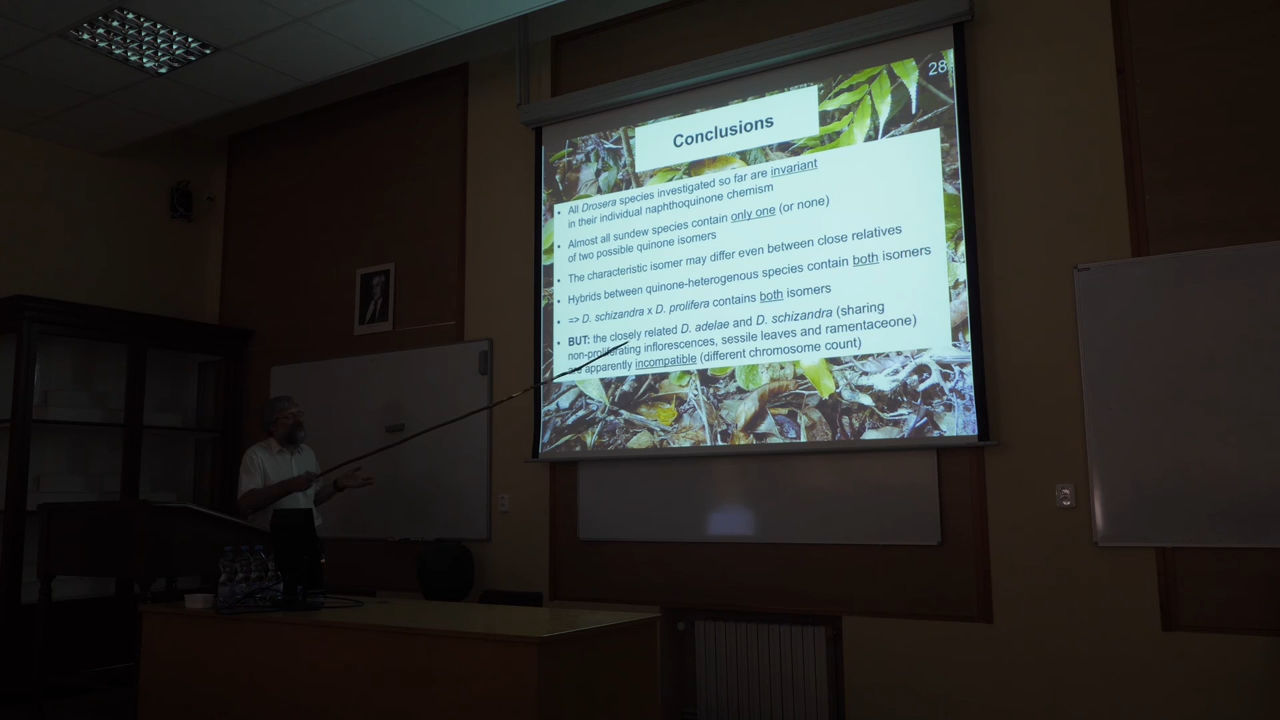 28
Conclusions
• All Drosera species investigated so far are invariant
in their individual naphthoquinone chemism
• Almost all sundew species contain only one (or none)
of two possible quinone isomers
• The characteristic isomer may differ even between close relatives
• Hybrids between quinone-heterogenous species contain both isomers
• => D. schizandra x D. prolifera contains both isomers
• BUT: the closely related D. adelae and D. schizandra (sharing
non-proliferating inflorescences, sessile leaves and ramentaceone)
are apparently incompatible (different chromosome count)